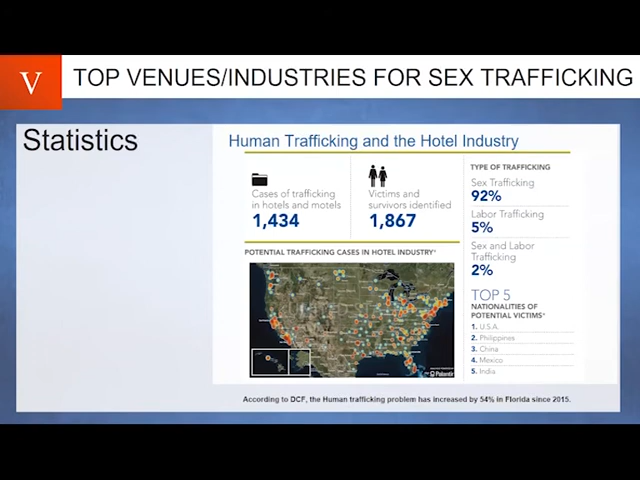 V
TOP VENUES/INDUSTRIES FOR SEX TRAFFICKING
Statistics
Human Trafficking and the Hotel Industry
Cases of trafficking
in hotels and motels
1,434
Victims and
survivors identified
1,867
POTENTIAL TRAFFICKING CASES IN HOTEL INDUSTRY*
Palantir
TYPE OF TRAFFICKING
Sex Trafficking
92%
Labor Trafficking
5%
Sex and Labor
Trafficking
2%
TOP 5
NATIONALITIES OF
POTENTIAL VICTIMS*
1. U.S.A.
2. Philippines
3. China
4. Mexico
5. India
According to DCF, the Human trafficking problem has increased by 54% in Florida since 2015.